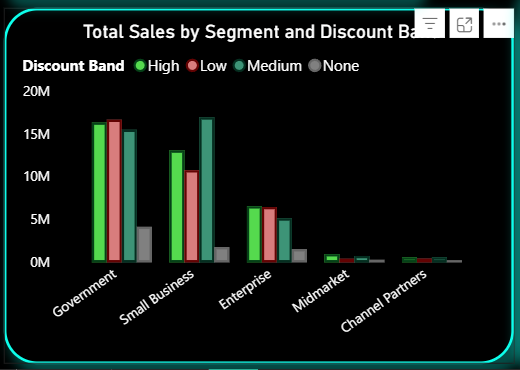 Total Sales by Segment and Discount Ba
Discount Band High Low Medium None
20M
15M
10M
5M
0M
Government
Small Business
Enterprise
Midmarket
Channel Partners